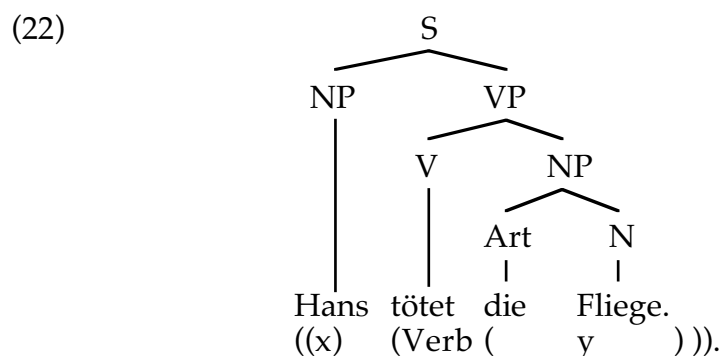 (22) S
NP VP
V NP
Art N
Hans tötet die Fliege.
((x) (Verb ( y ) )).